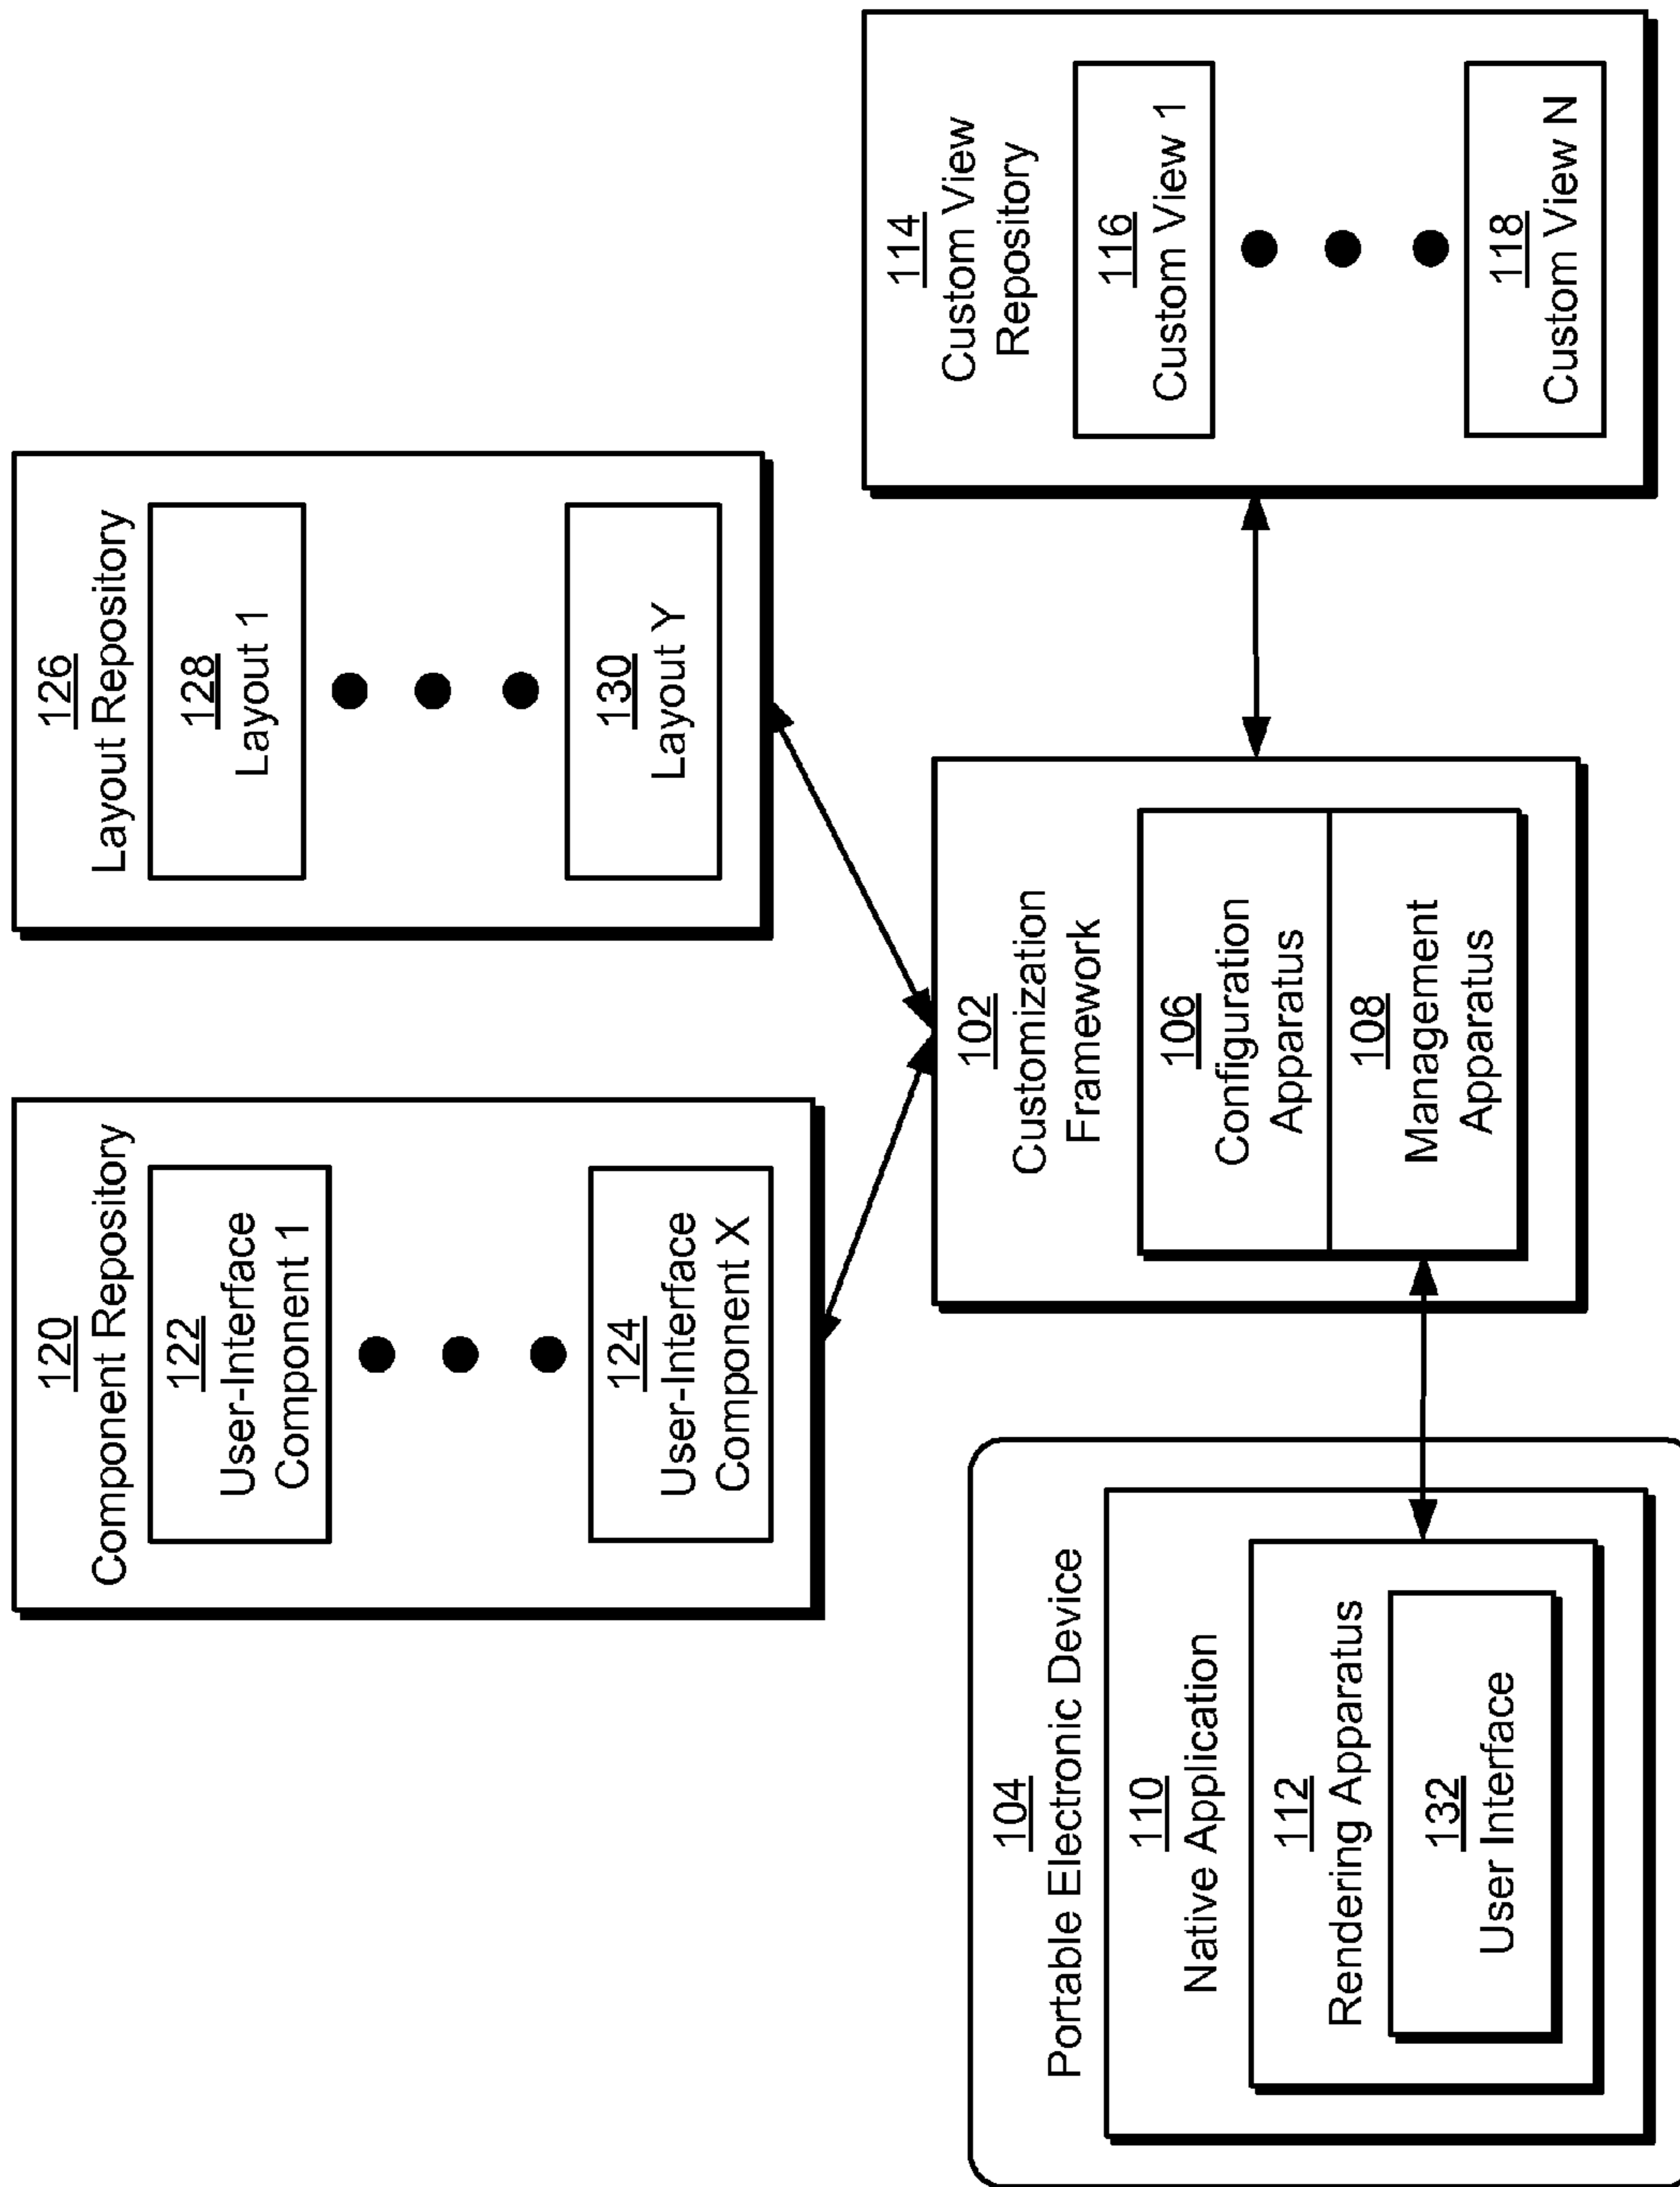 120
Component Repository
122
User-Interface
Component 1
124
User-Interface
Component X
126
Layout Repository
128
Layout 1
130
Layout Y
104
Portable Electronic Device
110
Native Application
112
Rendering Apparatus
132
User Interface
102
Customization
Framework
106
Configuration
Apparatus
108
Management
Apparatus
114
Custom View
Repository
116
Custom View 1
118
Custom View N